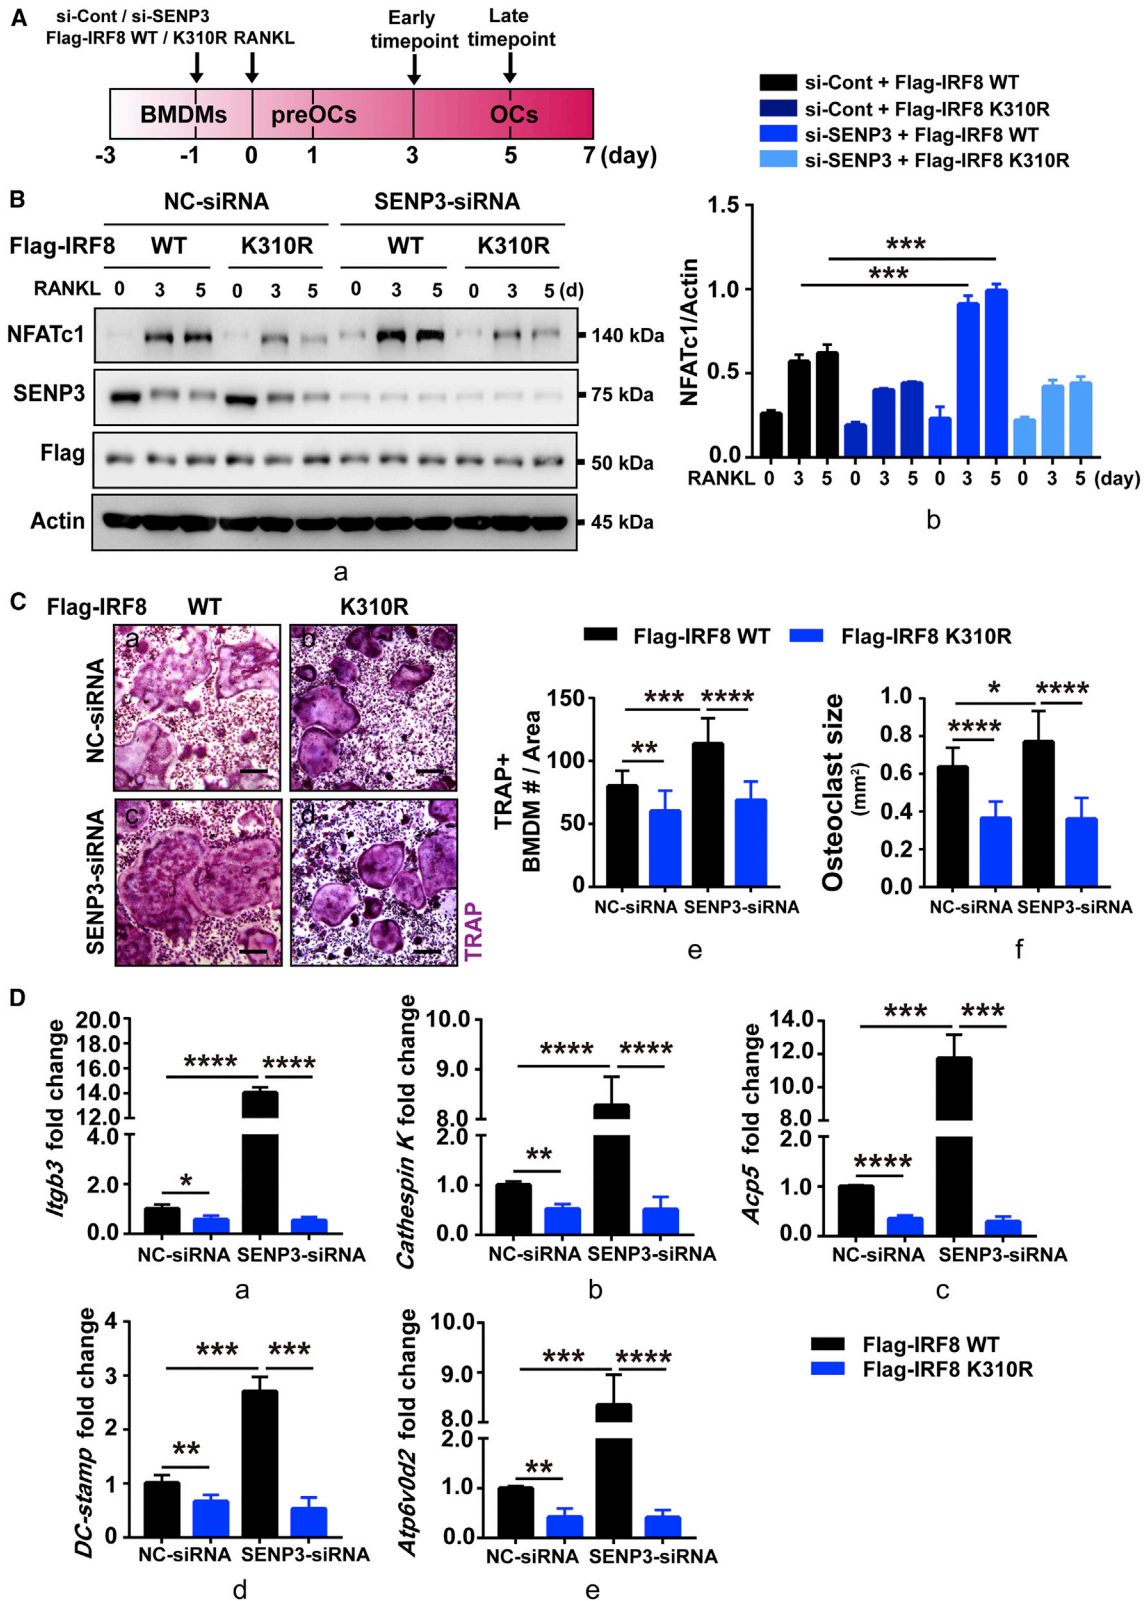 A
si-Cont / si-SENP3
Flag-IRF8 WT / K310R RANKL
Early
timepoint
Late
timepoint
BMDMs preOCs OCs
-3 -1 0 1 3 5 7 (day)
si-Cont + Flag-IRF8 WT
si-Cont + Flag-IRF8 K310R
si-SENP3 + Flag-IRF8 WT
si-SENP3 + Flag-IRF8 K310R
B
NC-siRNA SENP3-siRNA
Flag-IRF8 WT K310R WT K310R
RANKL 0 3 5 0 3 5 0 3 5 0 3 5 (d)
NFATc1 140 kDa
SENP3 75 kDa
Flag 50 kDa
Actin 45 kDa
a
NFATc1/Actin
1.5
1.0
0.5
0.0
***
***
RANKL 0 3 5 0 3 5 0 3 5 0 3 5 (day)
b
C
Flag-IRF8 WT K310R
NC-siRNA
SENP3-siRNA
a b
c d
TRAP
Flag-IRF8 WT Flag-IRF8 K310R
TRAP+
BMDM # / Area
150
100
50
0
*** ****
**
NC-siRNA SENP3-siRNA
e
Osteoclast size
(mm²)
1.0
0.8
0.6
0.4
0.2
0.0
* ****
****
NC-siRNA SENP3-siRNA
f
D
Itgb3 fold change
20.0
18.0
16.0
14.0
12.0
4.0
2.0
0.0
**** ****
*
NC-siRNA SENP3-siRNA
a
Cathespin K fold change
10.0
9.0
8.0
2.0
1.0
0.0
**** ****
**
NC-siRNA SENP3-siRNA
b
Acp5 fold change
14.0
12.0
10.0
8.0
2.0
1.0
0.0
*** ***
****
NC-siRNA SENP3-siRNA
c
DC-stamp fold change
4
3
2
1
0
*** ***
**
NC-siRNA SENP3-siRNA
d
Atp6v0d2 fold change
10.0
9.0
8.0
2.0
1.0
0.0
*** ****
**
NC-siRNA SENP3-siRNA
e
Flag-IRF8 WT
Flag-IRF8 K310R